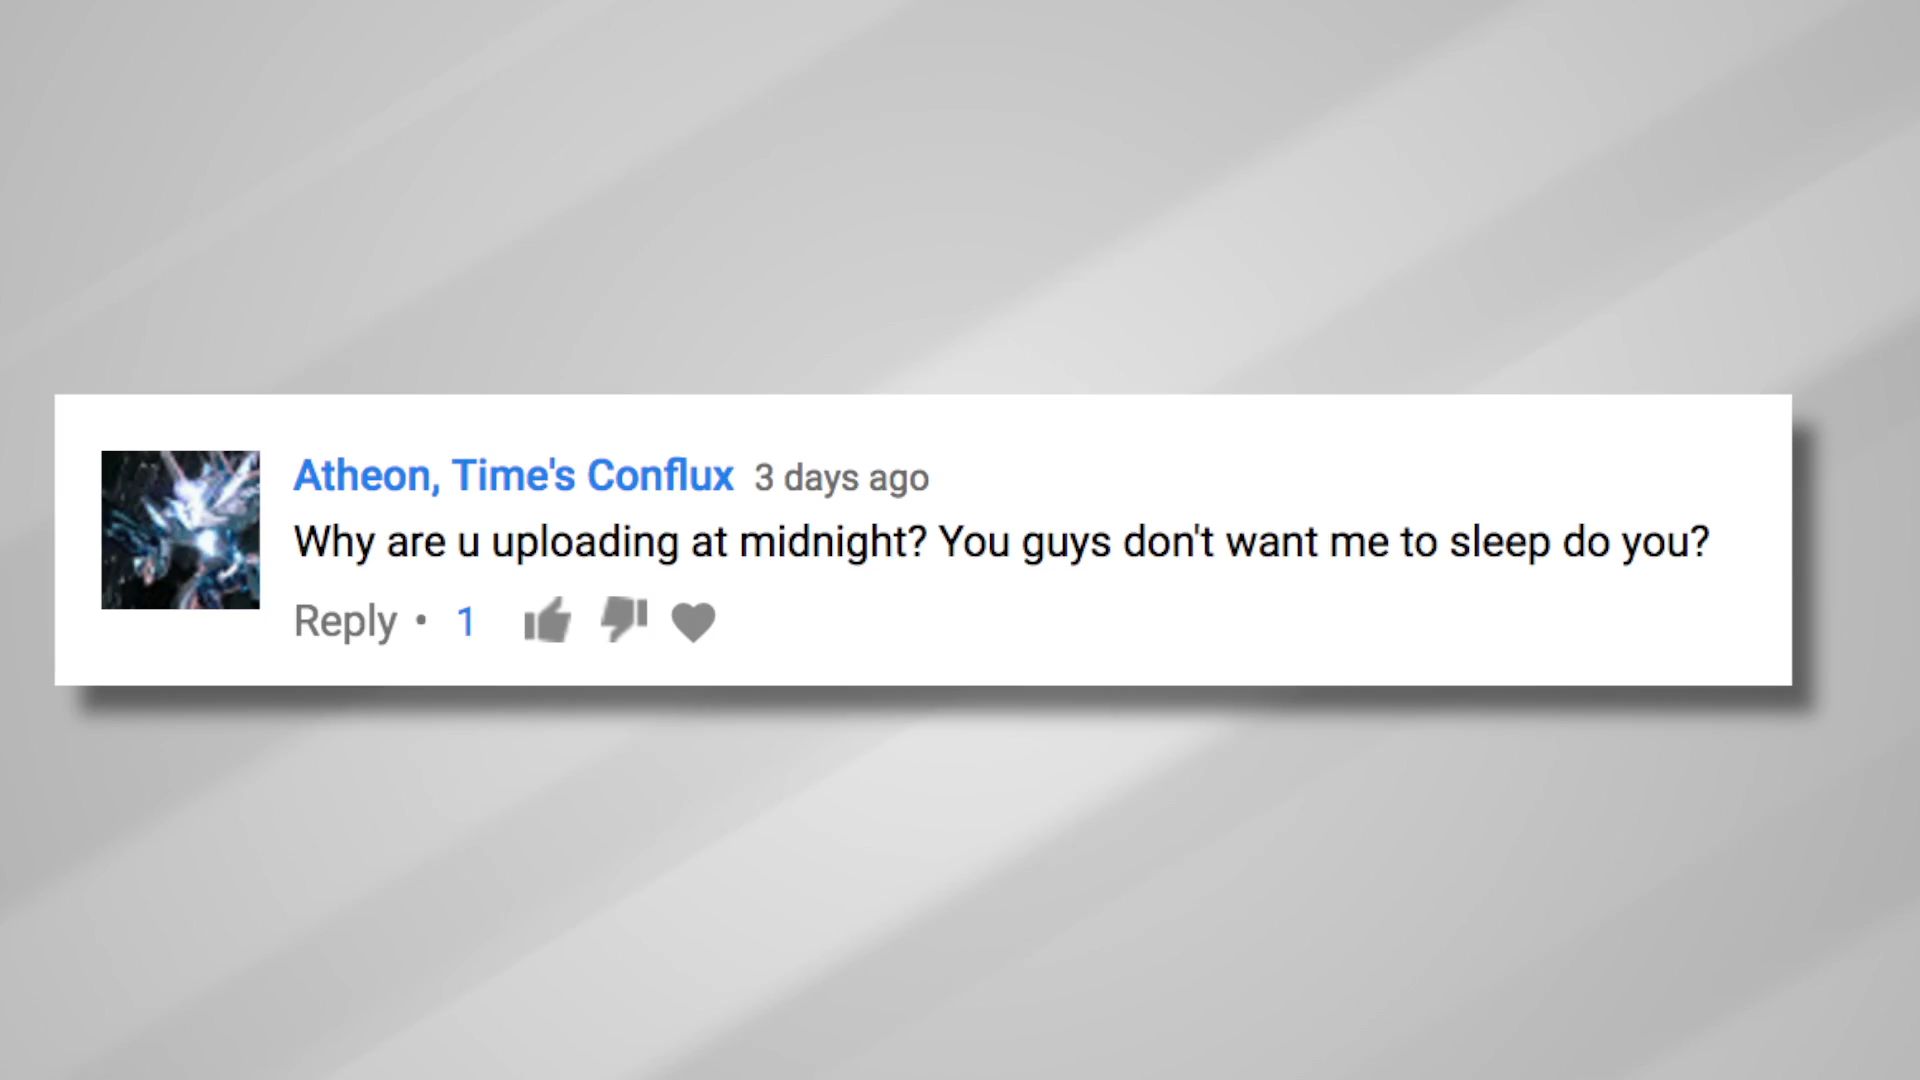 Atheon, Time's Conflux 3 days ago
Why are u uploading at midnight? You guys don't want me to sleep do you?
Reply • 1